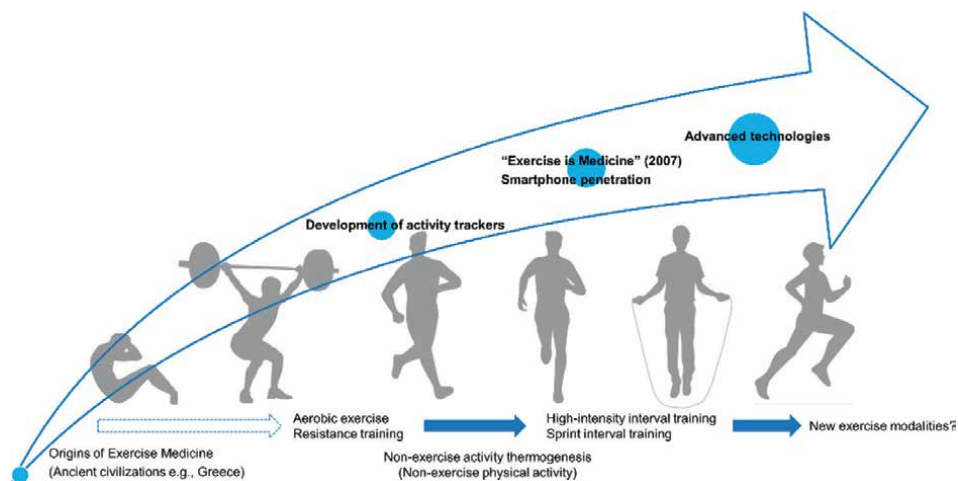 Advanced technologies
“Exercise is Medicine” (2007)
Smartphone penetration
Development of activity trackers
Aerobic exercise
Resistance training
High-intensity interval training
Sprint interval training
New exercise modalities?
Origins of Exercise Medicine
(Ancient civilizations e.g., Greece)
Non-exercise activity thermogenesis
(Non-exercise physical activity)